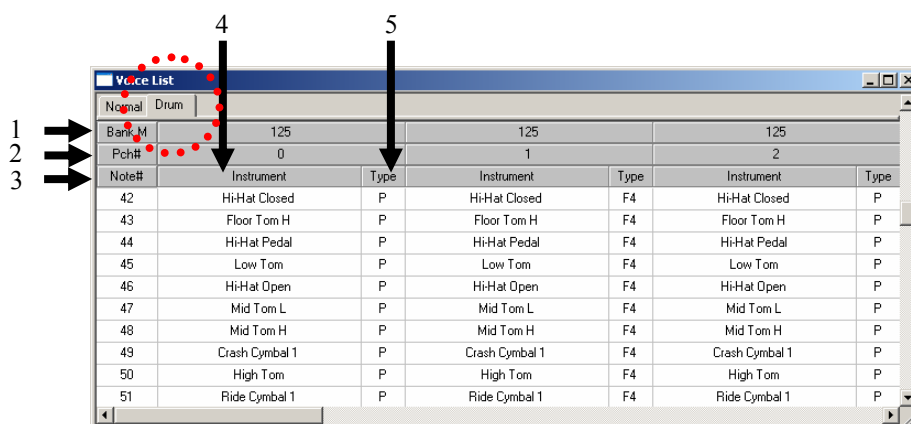 4 5
Voice List
Normal Drum
1 Bank M 125 125 125
2 Pch# 0 1 2
3 Note# Instrument Type Instrument Type Instrument Type
42 Hi-Hat Closed P Hi-Hat Closed F4 Hi-Hat Closed P
43 Floor Tom H P Floor Tom H F4 Floor Tom H P
44 Hi-Hat Pedal P Hi-Hat Pedal F4 Hi-Hat Pedal P
45 Low Tom P Low Tom F4 Low Tom P
46 Hi-Hat Open P Hi-Hat Open F4 Hi-Hat Open P
47 Mid Tom L P Mid Tom L F4 Mid Tom L P
48 Mid Tom H P Mid Tom H F4 Mid Tom H P
49 Crash Cymbal 1 P Crash Cymbal 1 F4 Crash Cymbal 1 P
50 High Tom P High Tom F4 High Tom P
51 Ride Cymbal 1 P Ride Cymbal 1 F4 Ride Cymbal 1 P